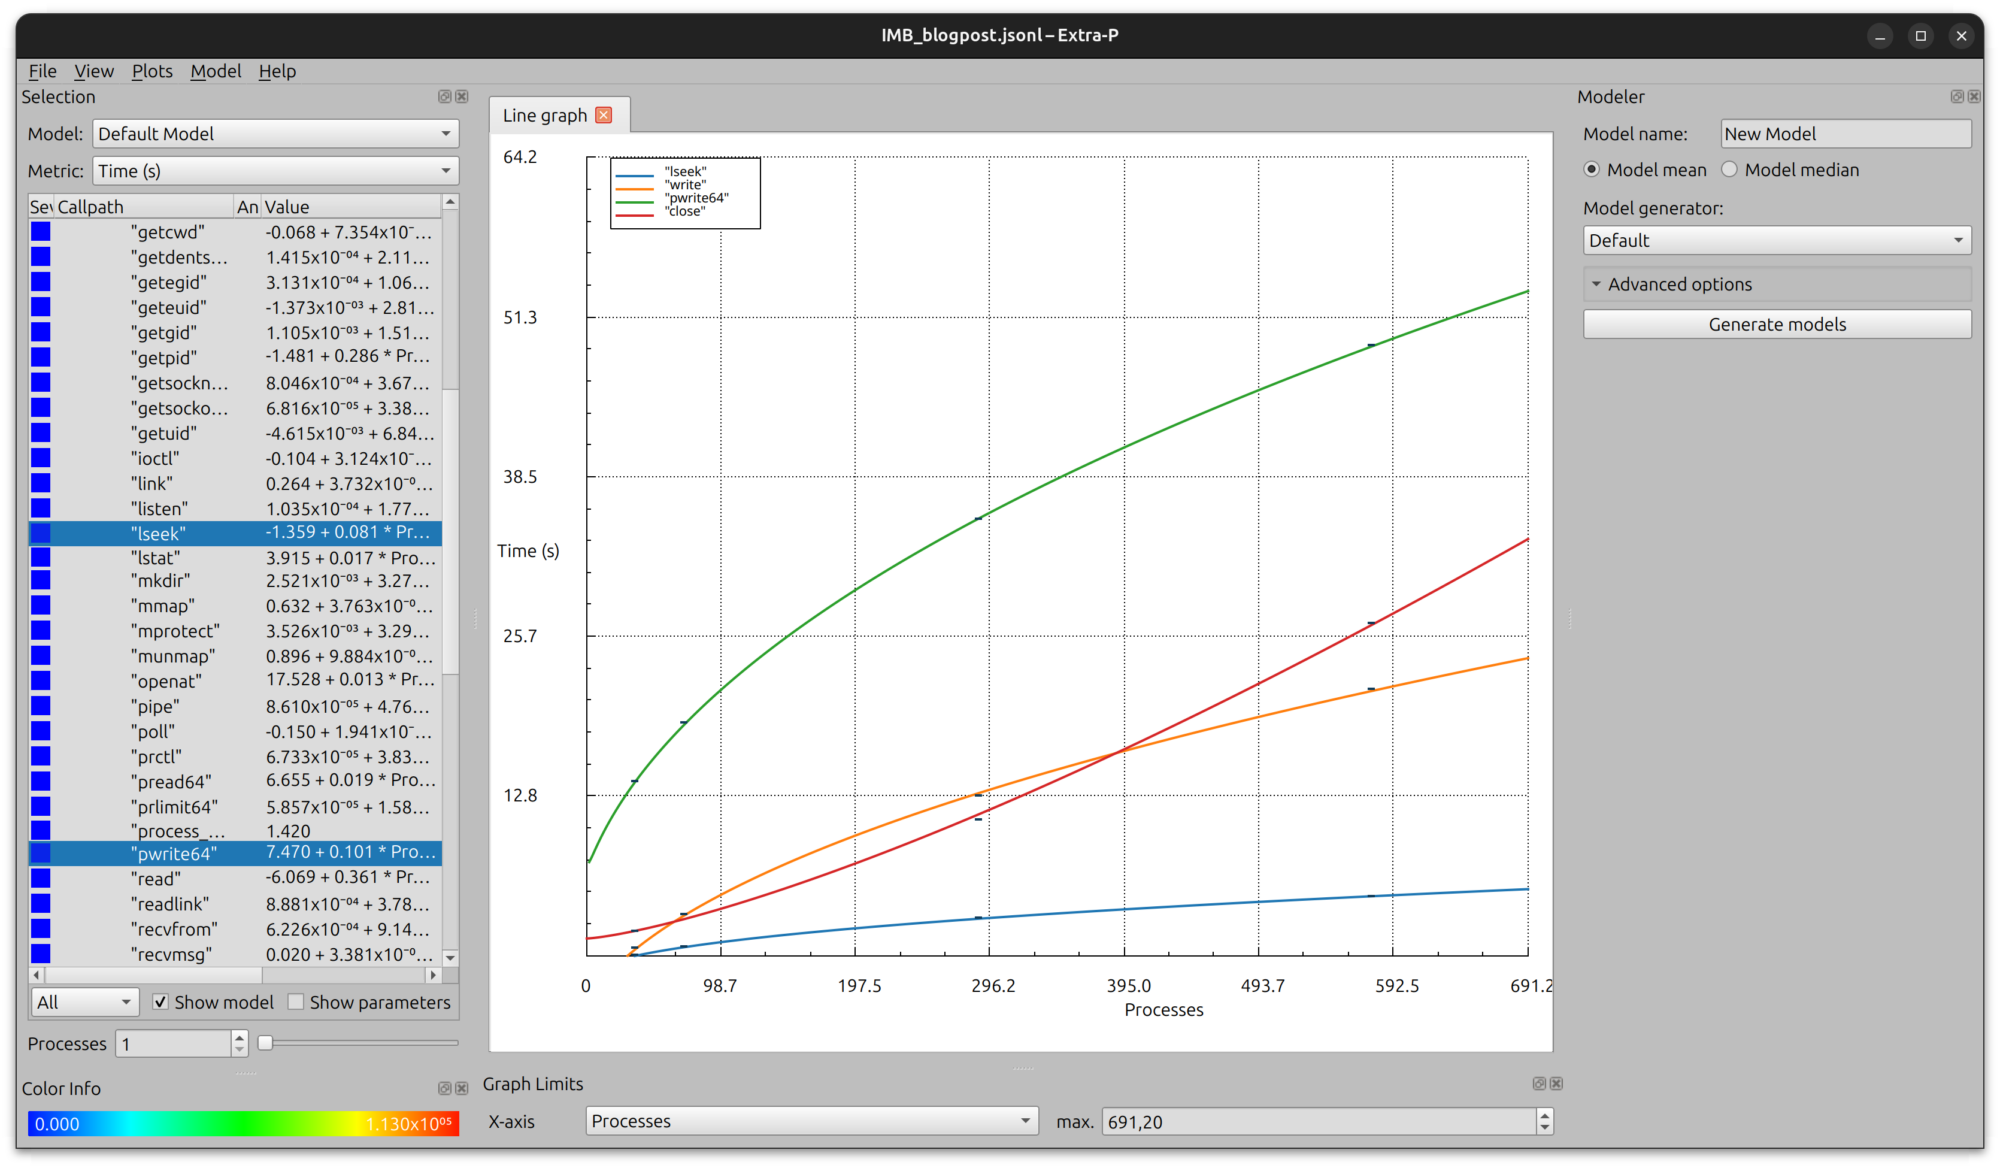 IMB_blogpost.jsonl – Extra-P
File View Plots Model Help
Selection
Model: Default Model
Metric: Time (s)
Callpath An Value
"getcwd" -0.068 + 7.354x10⁻…
"getdents… 1.415x10⁻⁰⁴ + 2.11…
"getegid" 3.131x10⁻⁰⁴ + 1.06…
"geteuid" -1.373x10⁻⁰³ + 2.81…
"getgid" 1.105x10⁻⁰³ + 1.51…
"getpid" -1.481 + 0.286 * Pr…
"getsockn… 8.046x10⁻⁰⁴ + 3.67…
"getsocko… 6.816x10⁻⁰⁵ + 3.38…
"getuid" -4.615x10⁻⁰³ + 6.84…
"ioctl" -0.104 + 3.124x10⁻…
"link" 0.264 + 3.732x10⁻⁰…
"listen" 1.035x10⁻⁰⁴ + 1.77…
"lseek" -1.359 + 0.081 * Pr…
"lstat" 3.915 + 0.017 * Pro…
"mkdir" 2.521x10⁻⁰³ + 3.27…
"mmap" 0.632 + 3.763x10⁻⁰…
"mprotect" 3.526x10⁻⁰³ + 3.29…
"munmap" 0.896 + 9.884x10⁻⁰…
"openat" 17.528 + 0.013 * Pr…
"pipe" 8.610x10⁻⁰⁵ + 4.76…
"poll" -0.150 + 1.941x10⁻…
"prctl" 6.733x10⁻⁰⁵ + 3.83…
"pread64" 6.655 + 0.019 * Pro…
"prlimit64" 5.857x10⁻⁰⁵ + 1.58…
"process_… 1.420
"pwrite64" 7.470 + 0.101 * Pro…
"read" -6.069 + 0.361 * Pr…
"readlink" 8.881x10⁻⁰⁴ + 3.78…
"recvfrom" 6.226x10⁻⁰⁴ + 9.14…
"recvmsg" 0.020 + 3.381x10⁻⁰…
All Show model Show parameters
Processes 1
Color Info
0.000 1.130x10⁰⁵
Line graph
64.2
"lseek"
"write"
"pwrite64"
"close"
51.3
38.5
Time (s)
25.7
12.8
0 98.7 197.5 296.2 395.0 493.7 592.5 691.2
Processes
Graph Limits
X-axis Processes max. 691,20
Modeler
Model name: New Model
Model mean Model median
Model generator:
Default
Advanced options
Generate models